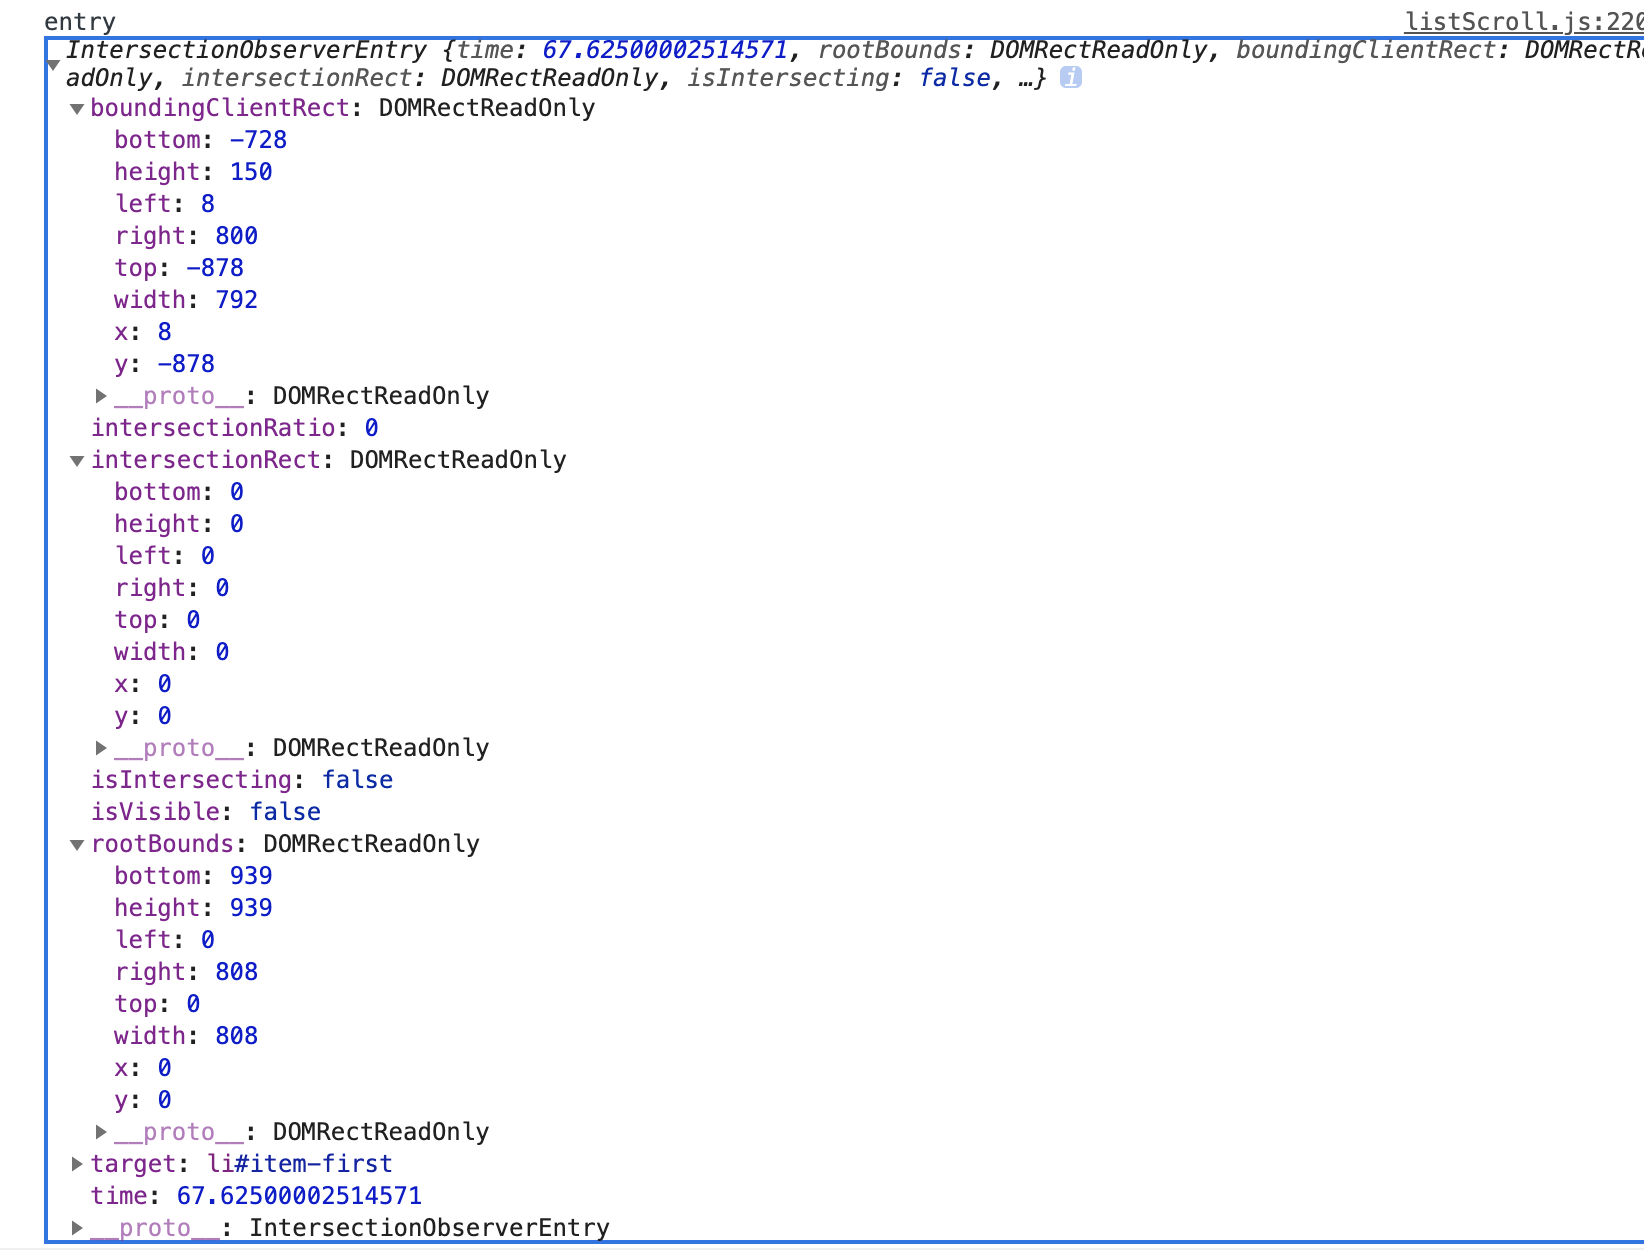 entry listScroll.js:220
IntersectionObserverEntry {time: 67.62500002514571, rootBounds: DOMRectReadOnly, boundingClientRect: DOMRectRe
adOnly, intersectionRect: DOMRectReadOnly, isIntersecting: false, …} i
boundingClientRect: DOMRectReadOnly
bottom: -728
height: 150
left: 8
right: 800
top: -878
width: 792
x: 8
y: -878
__proto__: DOMRectReadOnly
intersectionRatio: 0
intersectionRect: DOMRectReadOnly
bottom: 0
height: 0
left: 0
right: 0
top: 0
width: 0
x: 0
y: 0
__proto__: DOMRectReadOnly
isIntersecting: false
isVisible: false
rootBounds: DOMRectReadOnly
bottom: 939
height: 939
left: 0
right: 808
top: 0
width: 808
x: 0
y: 0
__proto__: DOMRectReadOnly
target: li#item-first
time: 67.62500002514571
__proto__: IntersectionObserverEntry